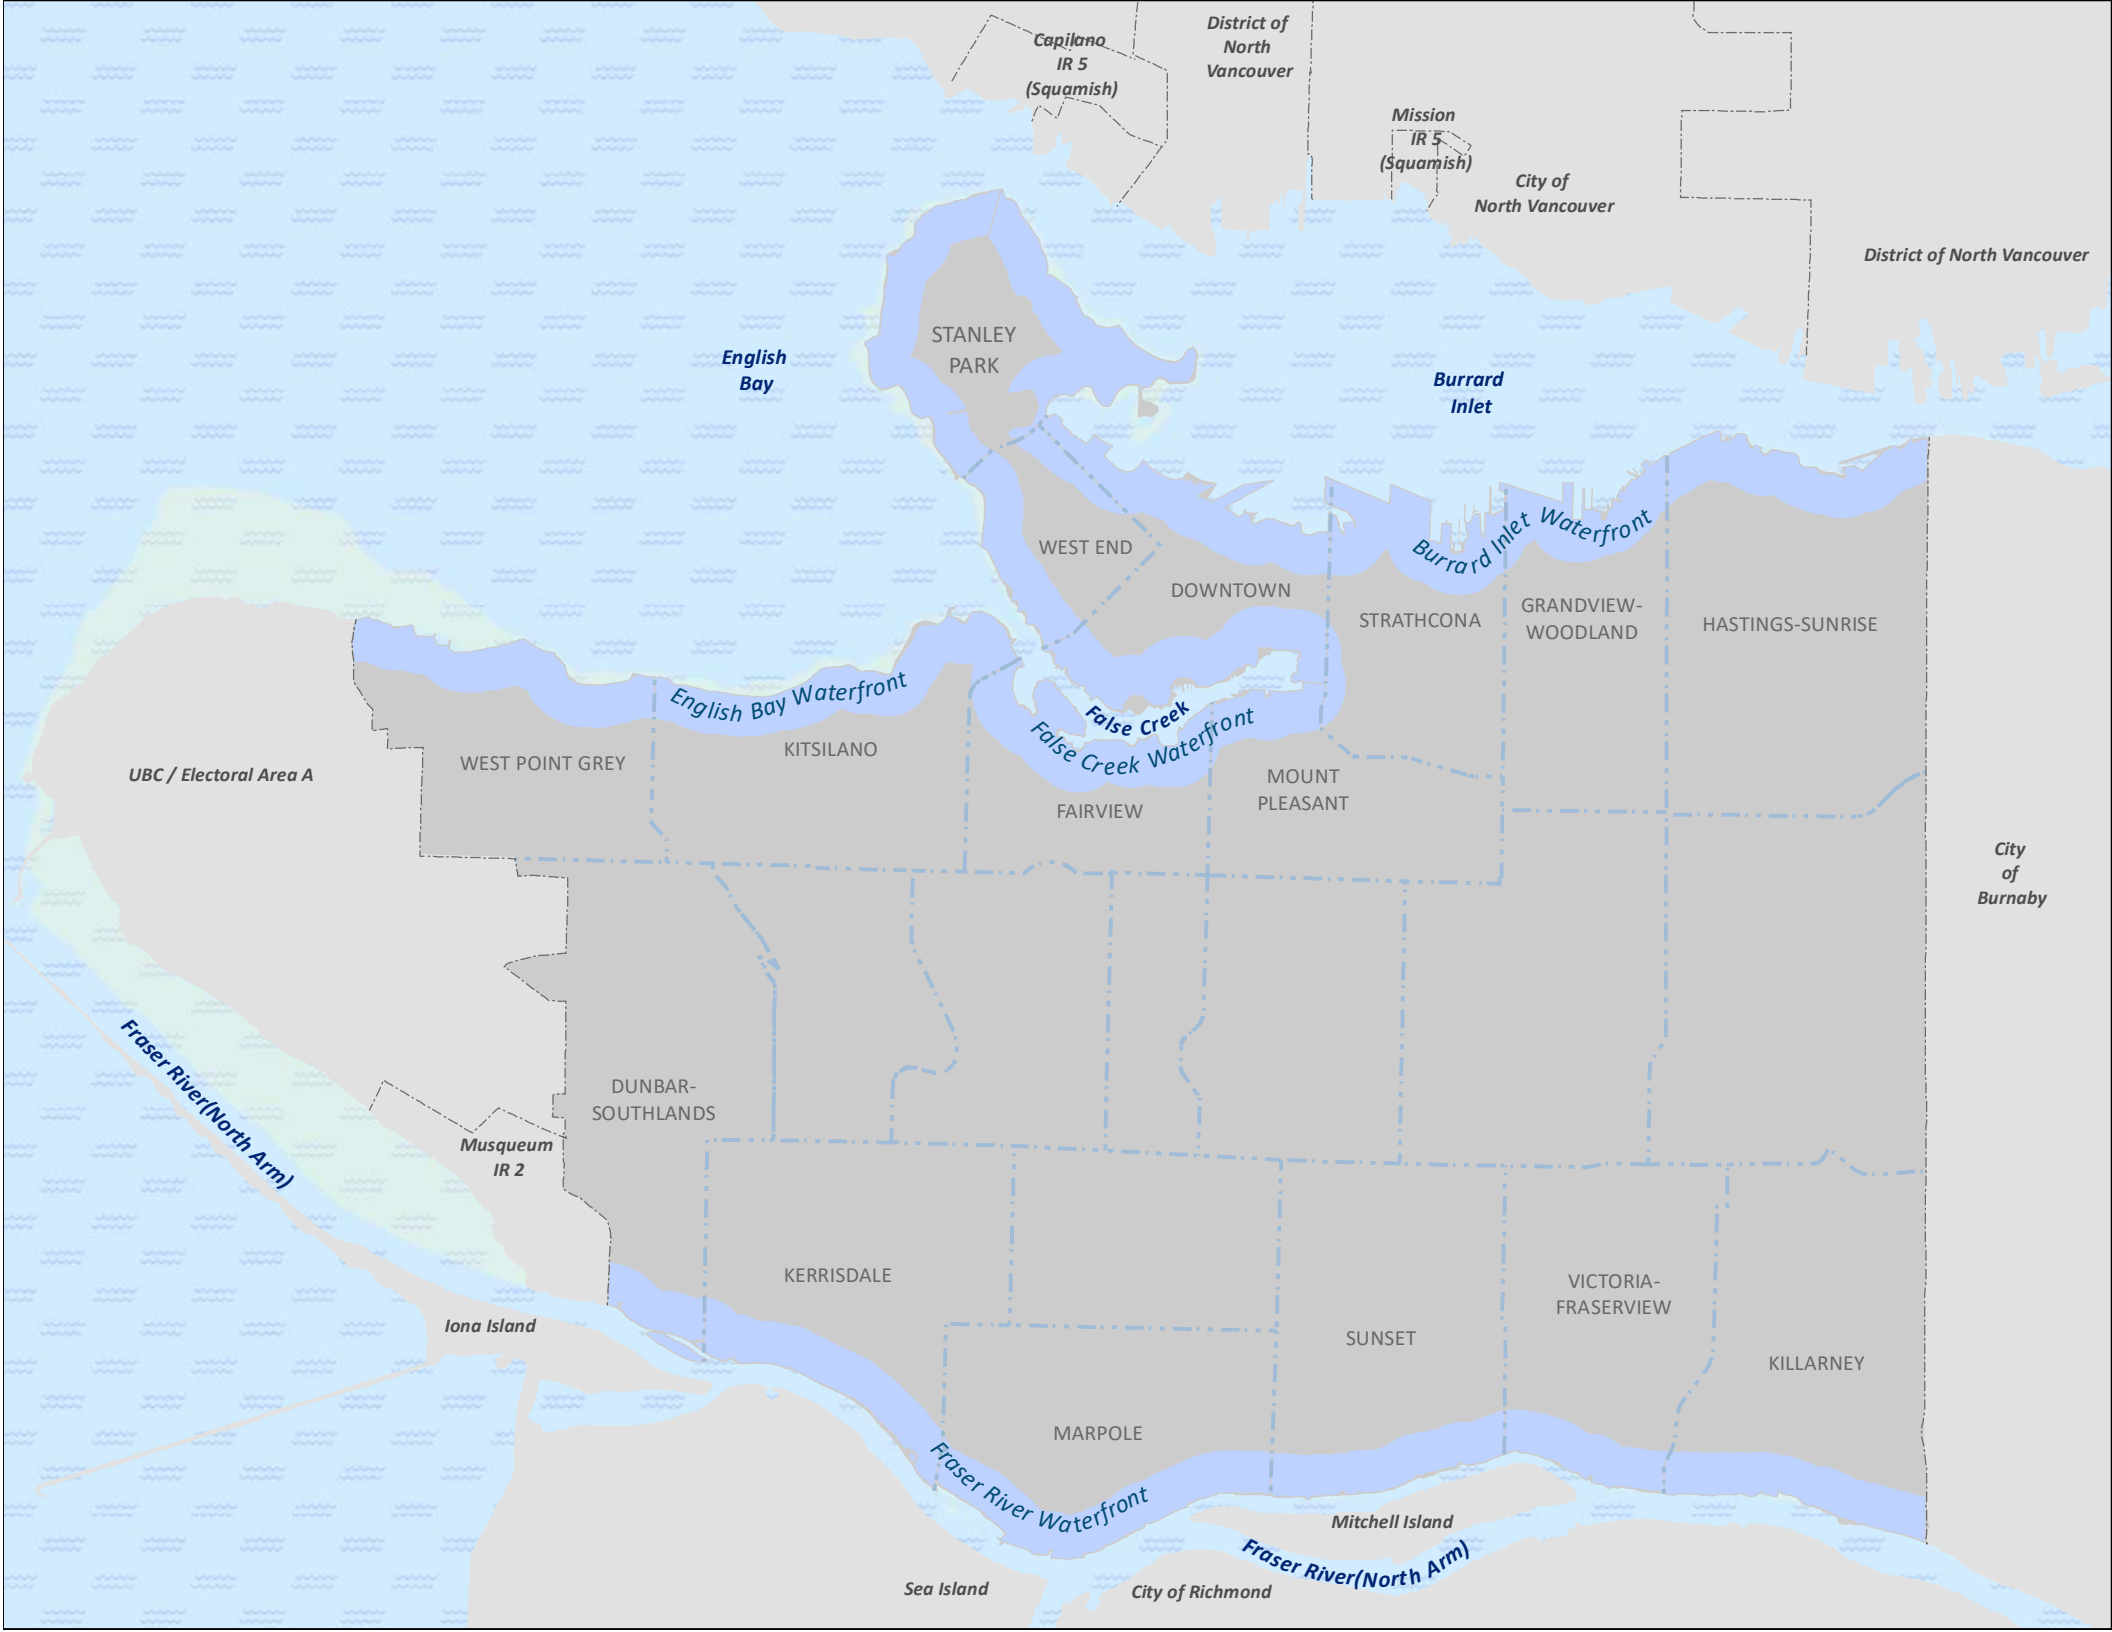 District of
North
Vancouver
Capilano
IR 5
(Squamish)
Mission
IR 5
(Squamish)
City of
North Vancouver
District of North Vancouver
STANLEY
PARK
English
Bay
Burrard
Inlet
Burrard Inlet Waterfront
WEST END
DOWNTOWN
STRATHCONA
GRANDVIEW-
WOODLAND
HASTINGS-SUNRISE
English Bay Waterfront
False Creek
False Creek Waterfront
WEST POINT GREY
KITSILANO
UBC / Electoral Area A
MOUNT
PLEASANT
FAIRVIEW
City
of
Burnaby
Fraser River(North Arm)
DUNBAR-
SOUTHLANDS
Musqueum
IR 2
KERRISDALE
VICTORIA-
FRASERVIEW
Iona Island
SUNSET
KILLARNEY
MARPOLE
Fraser River Waterfront
Mitchell Island
Fraser River(North Arm)
Sea Island
City of Richmond